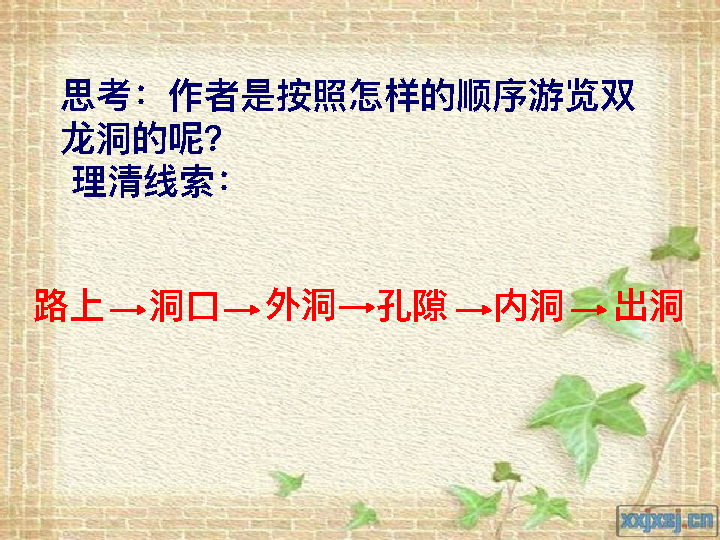 思考：作者是按照怎样的顺序游览双
龙洞的呢?
理清线索：
路上→洞口→外洞→孔隙→内洞→出洞
xxjxsj.cn